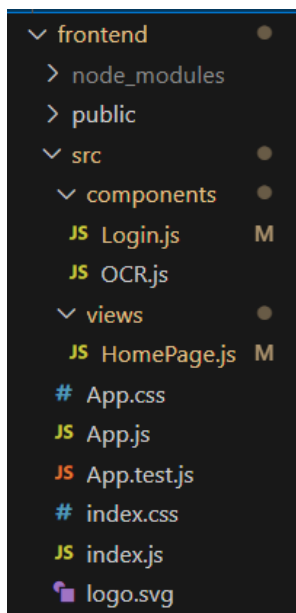 frontend
node_modules
public
src
components
JS Login.js M
JS OCR.js
views
JS HomePage.js M
# App.css
JS App.js
JS App.test.js
# index.css
JS index.js
logo.svg